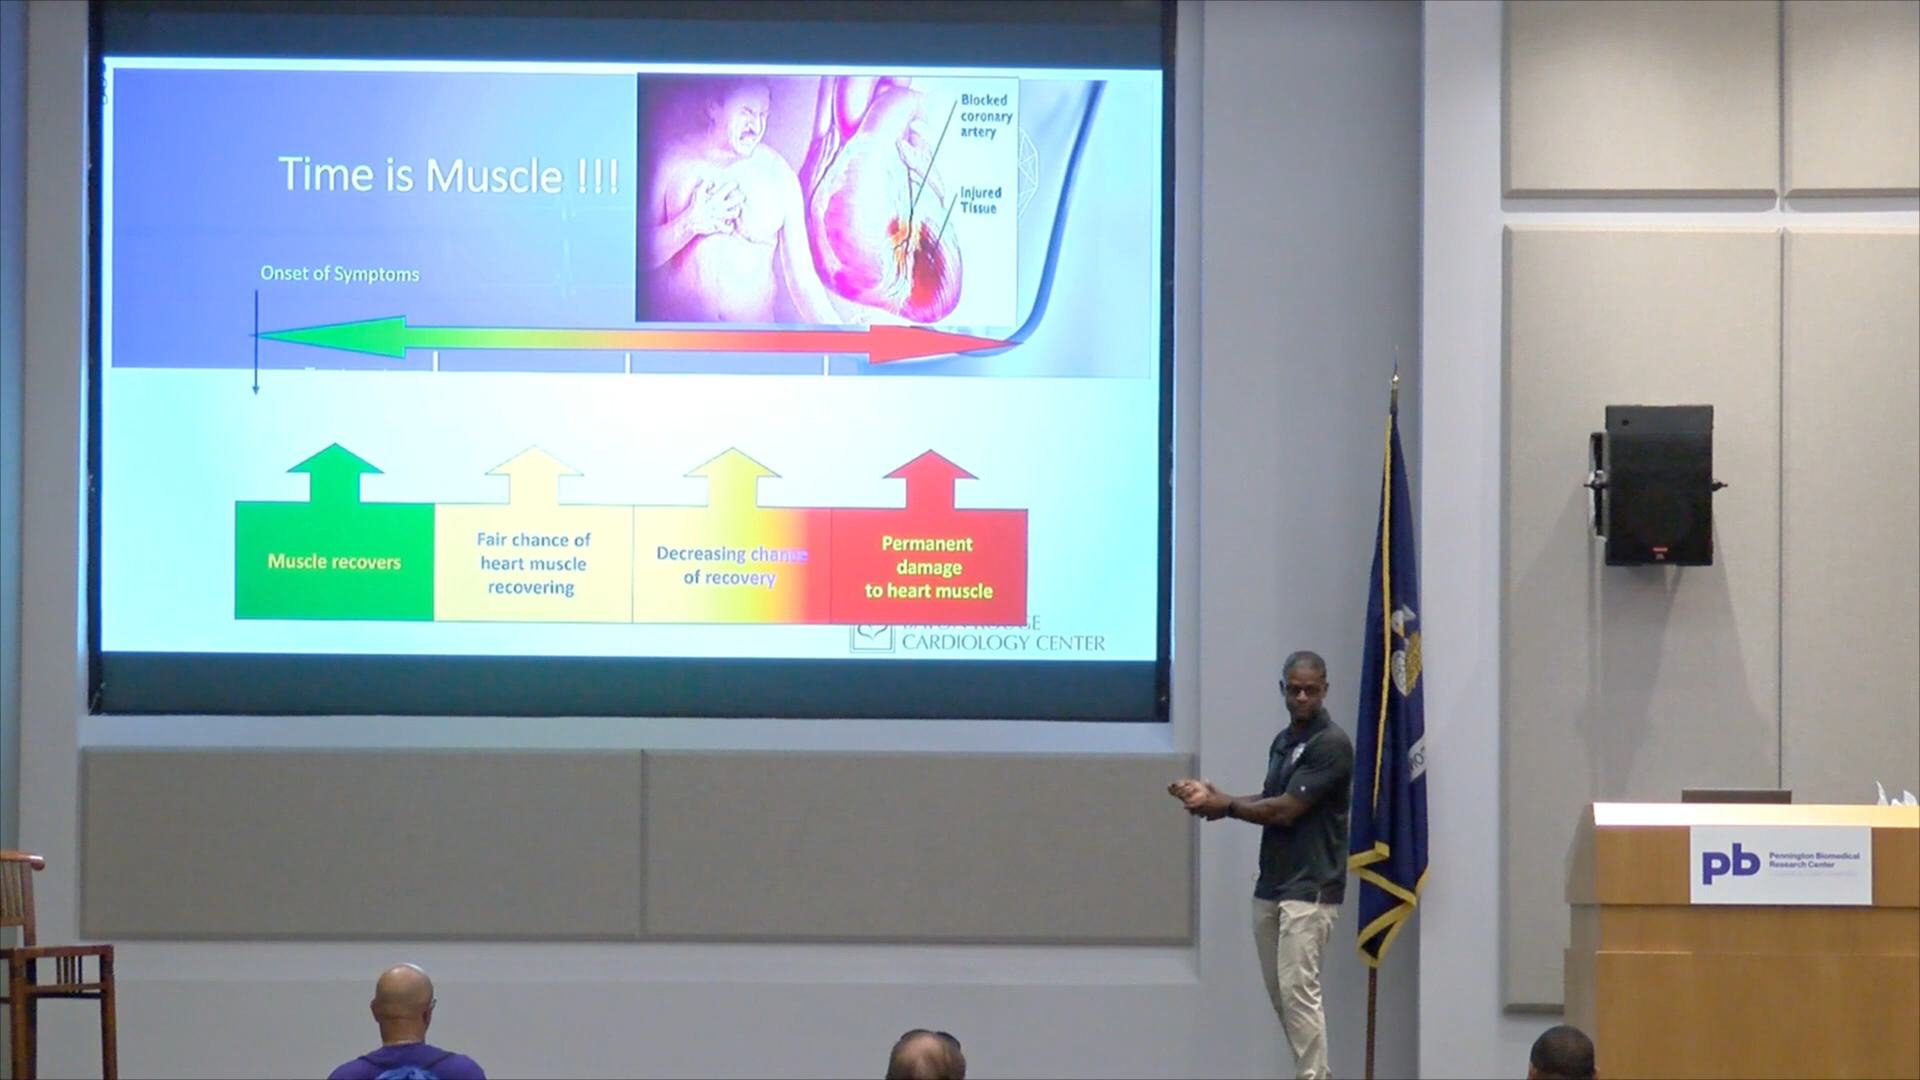 Time is Muscle !!!
Blocked
coronary
artery
Injured
Tissue
Onset of Symptoms
Muscle recovers
Fair chance of
heart muscle
recovering
Decreasing chance
of recovery
Permanent
damage
to heart muscle
CARDIOLOGY CENTER
pb
Pennington Biomedical
Research Center